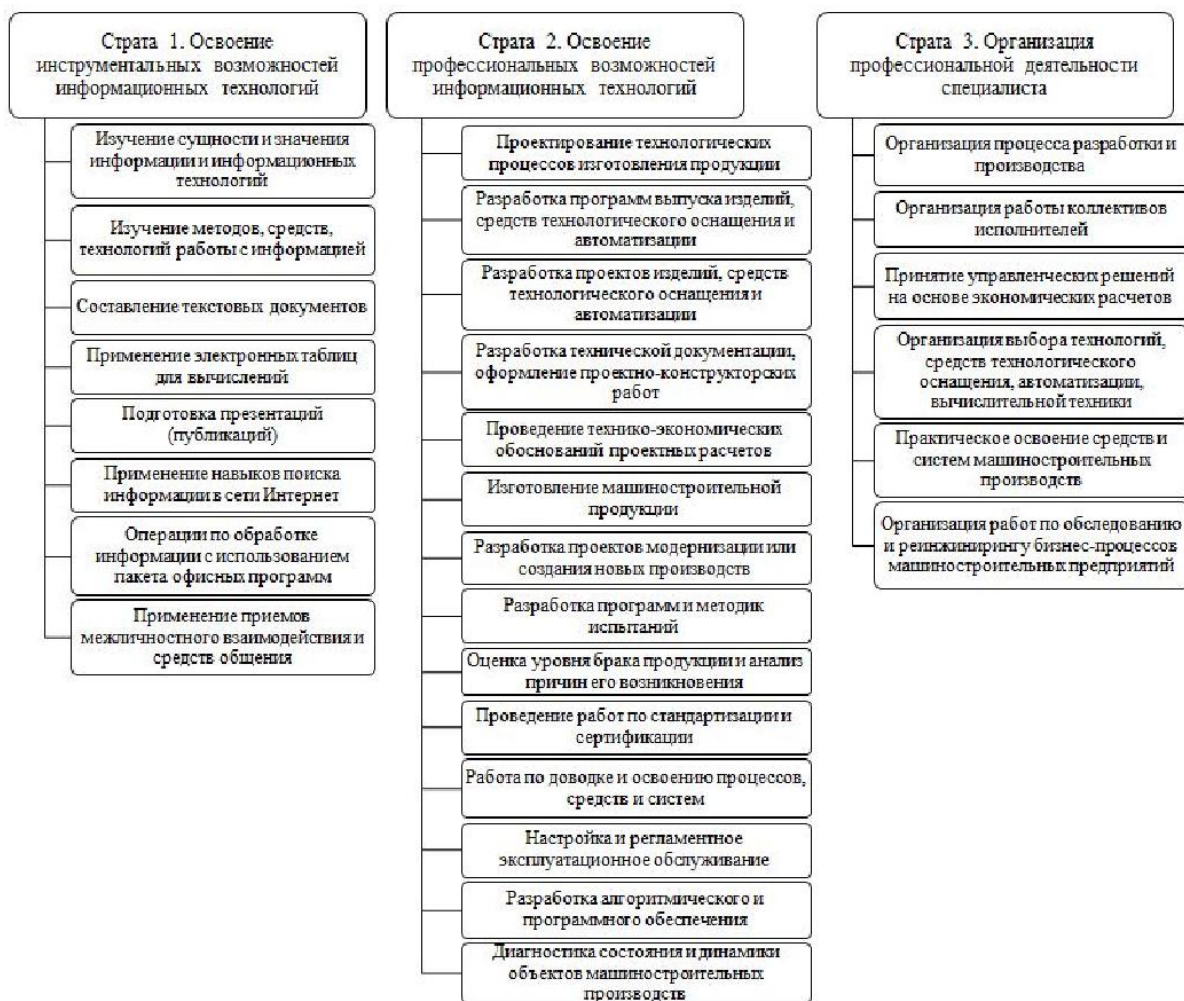 Страта 1. Освоение
инструментальных возможностей
информационных технологий
Изучение сущности и значения
информации и информационных
технологий
Изучение методов, средств,
технологий работы с информацией
Составление текстовых документов
Применение электронных таблиц
для вычислений
Подготовка презентаций
(публикаций)
Применение навыков поиска
информации в сети Интернет
Операции по обработке
информации с использованием
пакета офисных программ
Применение приемов
межличностного взаимодействия и
средств общения
Страта 2. Освоение
профессиональных возможностей
информационных технологий
Проектирование технологических
процессов изготовления продукции
Разработка программ выпуска изделий,
средств технологического оснащения и
автоматизации
Разработка проектов изделий, средств
технологического оснащения и
автоматизации
Разработка технической документации,
оформление проектно-конструкторских
работ
Проведение технико-экономических
обоснований проектных расчетов
Изготовление машиностроительной
продукции
Разработка проектов модернизации или
создания новых производств
Разработка программ и методик
испытаний
Оценка уровня брака продукции и анализ
причин его возникновения
Проведение работ по стандартизации и
сертификации
Работа по доводке и освоению процессов,
средств и систем
Настройка и регламентное
эксплуатационное обслуживание
Разработка алгоритмического и
программного обеспечения
Диагностика состояния и динамики
объектов машиностроительных
производств
Страта 3. Организация
профессиональной деятельности
специалиста
Организация процесса разработки и
производства
Организация работы коллективов
исполнителей
Принятие управленческих решений
на основе экономических расчетов
Организация выбора технологий,
средств технологического
оснащения, автоматизации,
вычислительной техники
Практическое освоение средств и
систем машиностроительных
производств
Организация работ по обследованию
и реинжинирингу бизнес-процессов
машиностроительных предприятий